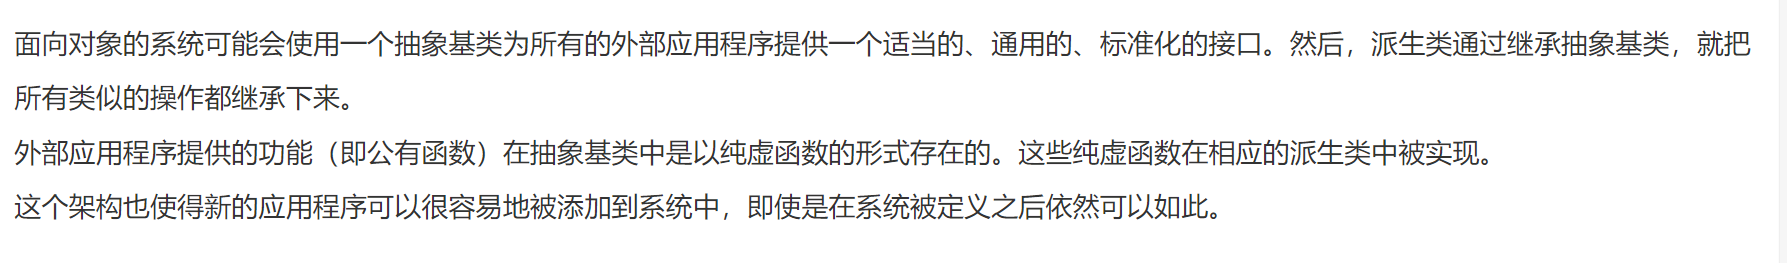 面向对象的系统可能会使用一个抽象基类为所有的外部应用程序提供一个适当的、通用的、标准化的接口。然后，派生类通过继承抽象基类，就把
所有类似的操作都继承下来。
外部应用程序提供的功能（即公有函数）在抽象基类中是以纯虚函数的形式存在的。这些纯虚函数在相应的派生类中被实现。
这个架构也使得新的应用程序可以很容易地被添加到系统中，即使是在系统被定义之后依然可以如此。